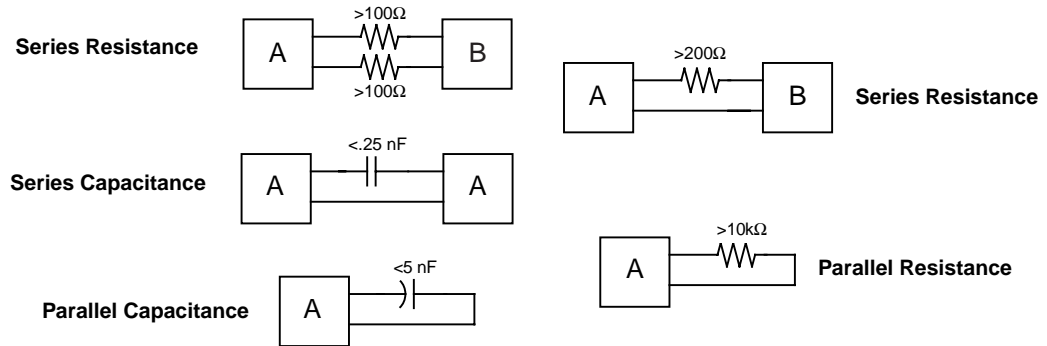 >100Ω
Series Resistance
A
B
>100Ω
>200Ω
A
B
Series Resistance
<.25 nF
Series Capacitance
A
A
>10kΩ
A
Parallel Resistance
<5 nF
Parallel Capacitance
A